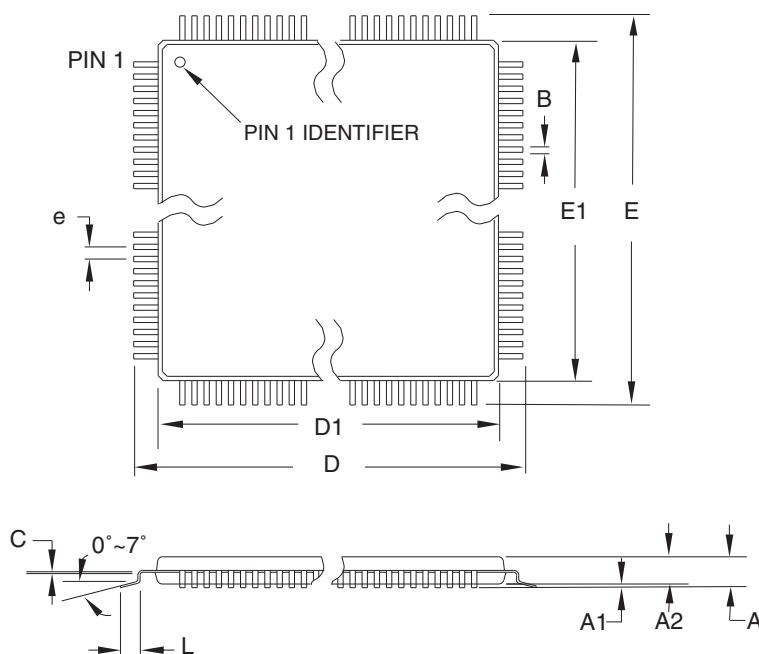 PIN 1
PIN 1 IDENTIFIER
B
e
E1
E
D1
D
C
0°~7°
L
A1
A2
A